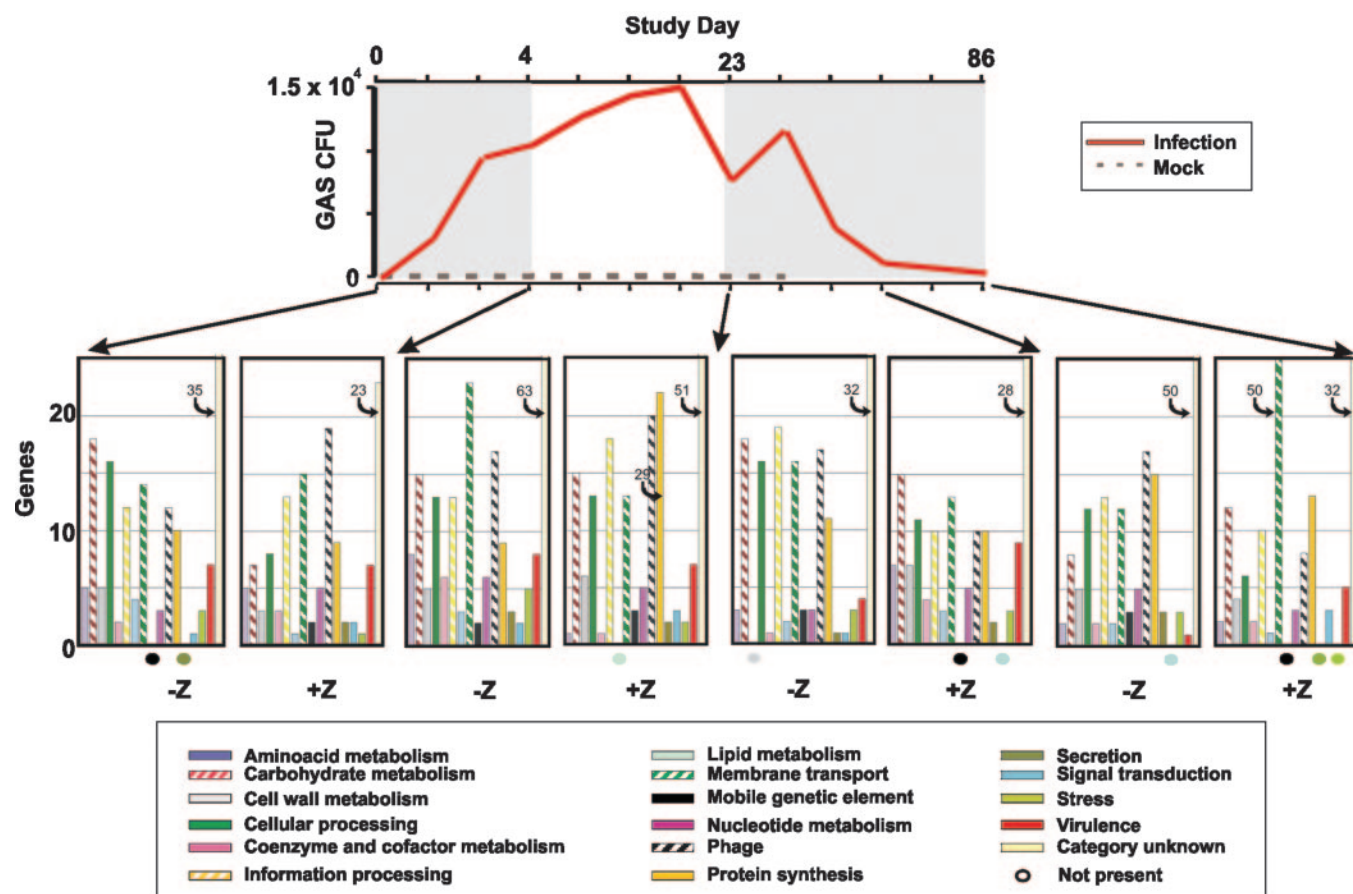 Study Day
0 4 23 86
1.5 x 10⁴
GAS CFU
0
Infection
Mock
Genes
20
10
0
35
23
63
51
29
32
28
50
50
32
-Z +Z -Z +Z -Z +Z -Z +Z
Aminoacid metabolism
Carbohydrate metabolism
Cell wall metabolism
Cellular processing
Coenzyme and cofactor metabolism
Information processing
Lipid metabolism
Membrane transport
Mobile genetic element
Nucleotide metabolism
Phage
Protein synthesis
Secretion
Signal transduction
Stress
Virulence
Category unknown
Not present